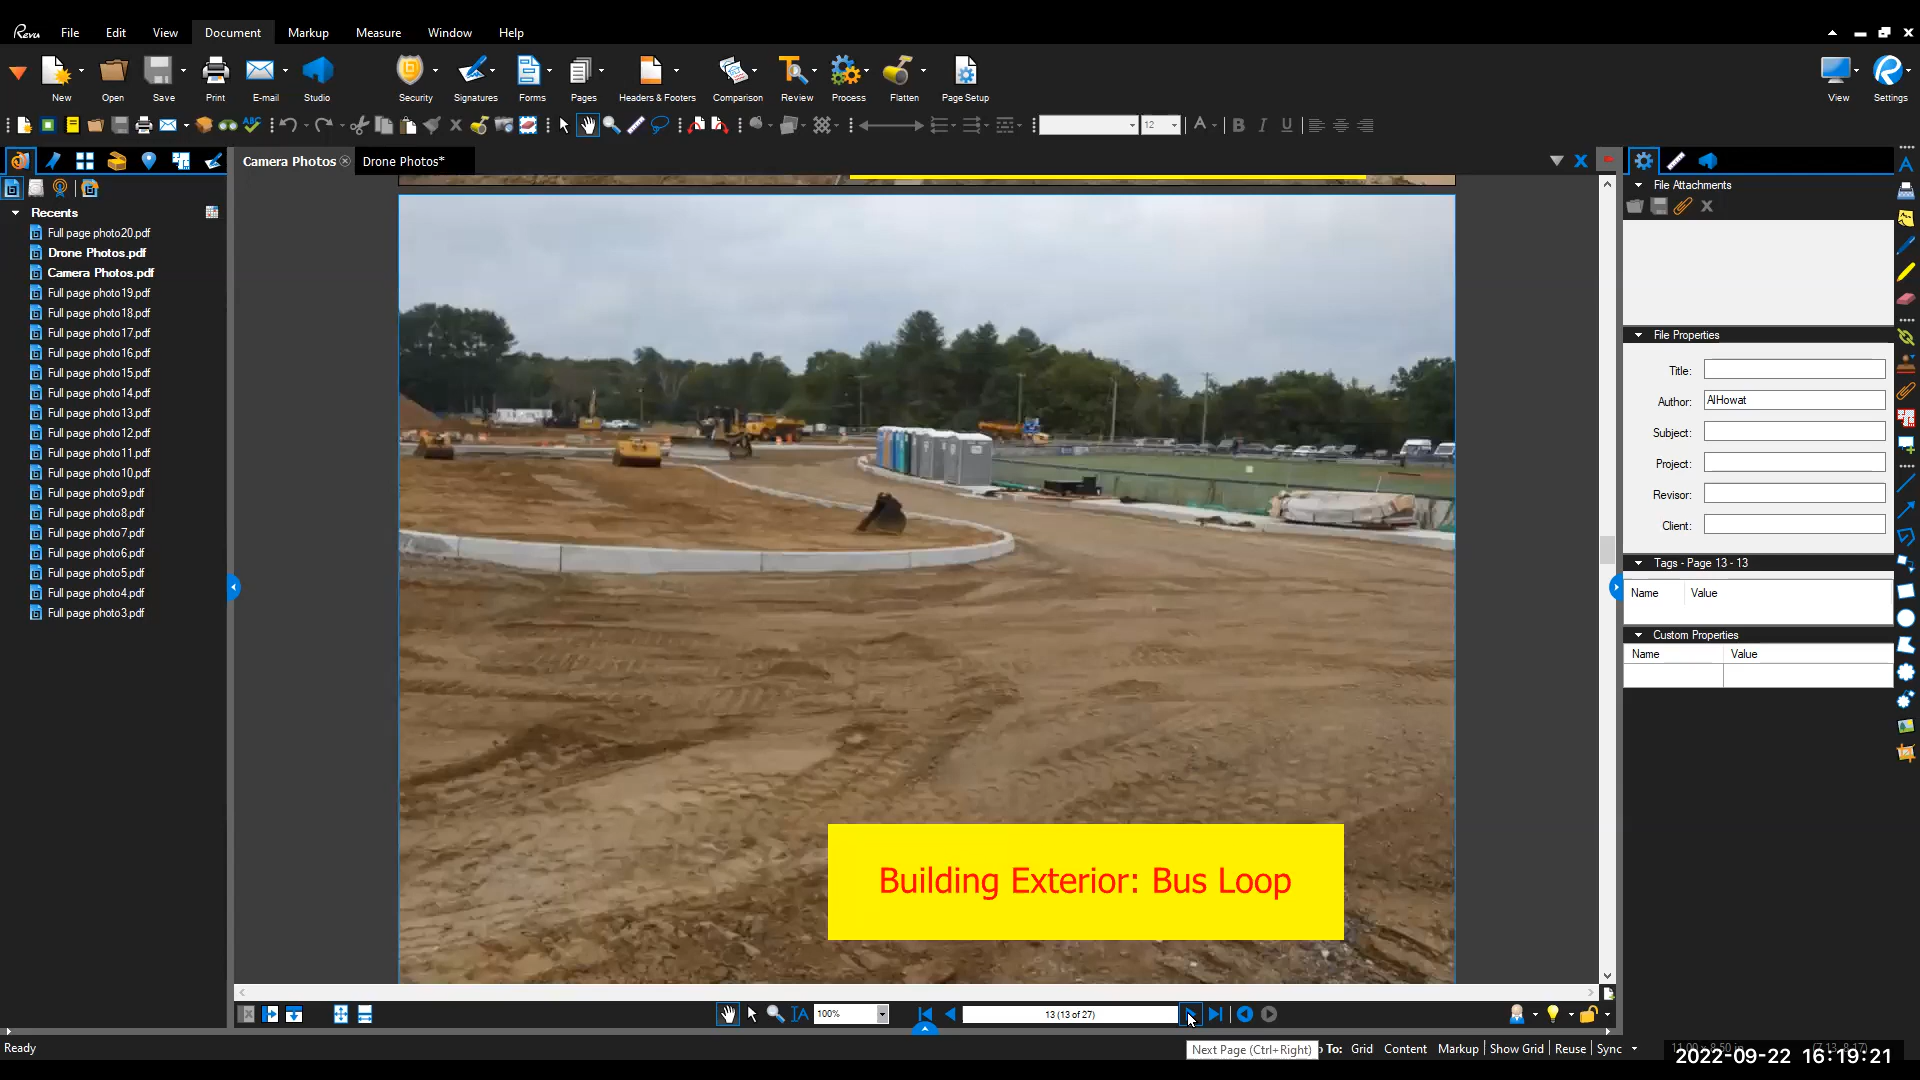 Revu File Edit View Document Markup Measure Window Help
New Open Save Print E-mail Studio Security Signatures Forms Pages Headers & Footers Comparison Review Process Flatten Page Setup View Settings
12 A B I U
Camera Photos Drone Photos*
Recents
Full page photo20.pdf
Drone Photos.pdf
Camera Photos.pdf
Full page photo19.pdf
Full page photo18.pdf
Full page photo17.pdf
Full page photo16.pdf
Full page photo15.pdf
Full page photo14.pdf
Full page photo13.pdf
Full page photo12.pdf
Full page photo11.pdf
Full page photo10.pdf
Full page photo9.pdf
Full page photo8.pdf
Full page photo7.pdf
Full page photo6.pdf
Full page photo5.pdf
Full page photo4.pdf
Full page photo3.pdf
Building Exterior: Bus Loop
File Attachments
File Properties
Title:
Author: AlHowat
Subject:
Project:
Revisor:
Client:
Tags - Page 13 - 13
Name Value
Custom Properties
Name Value
100% 13 (13 of 27)
Ready Next Page (Ctrl+Right) To: Grid Content Markup Show Grid Reuse Sync
2022-09-22 16:19:21